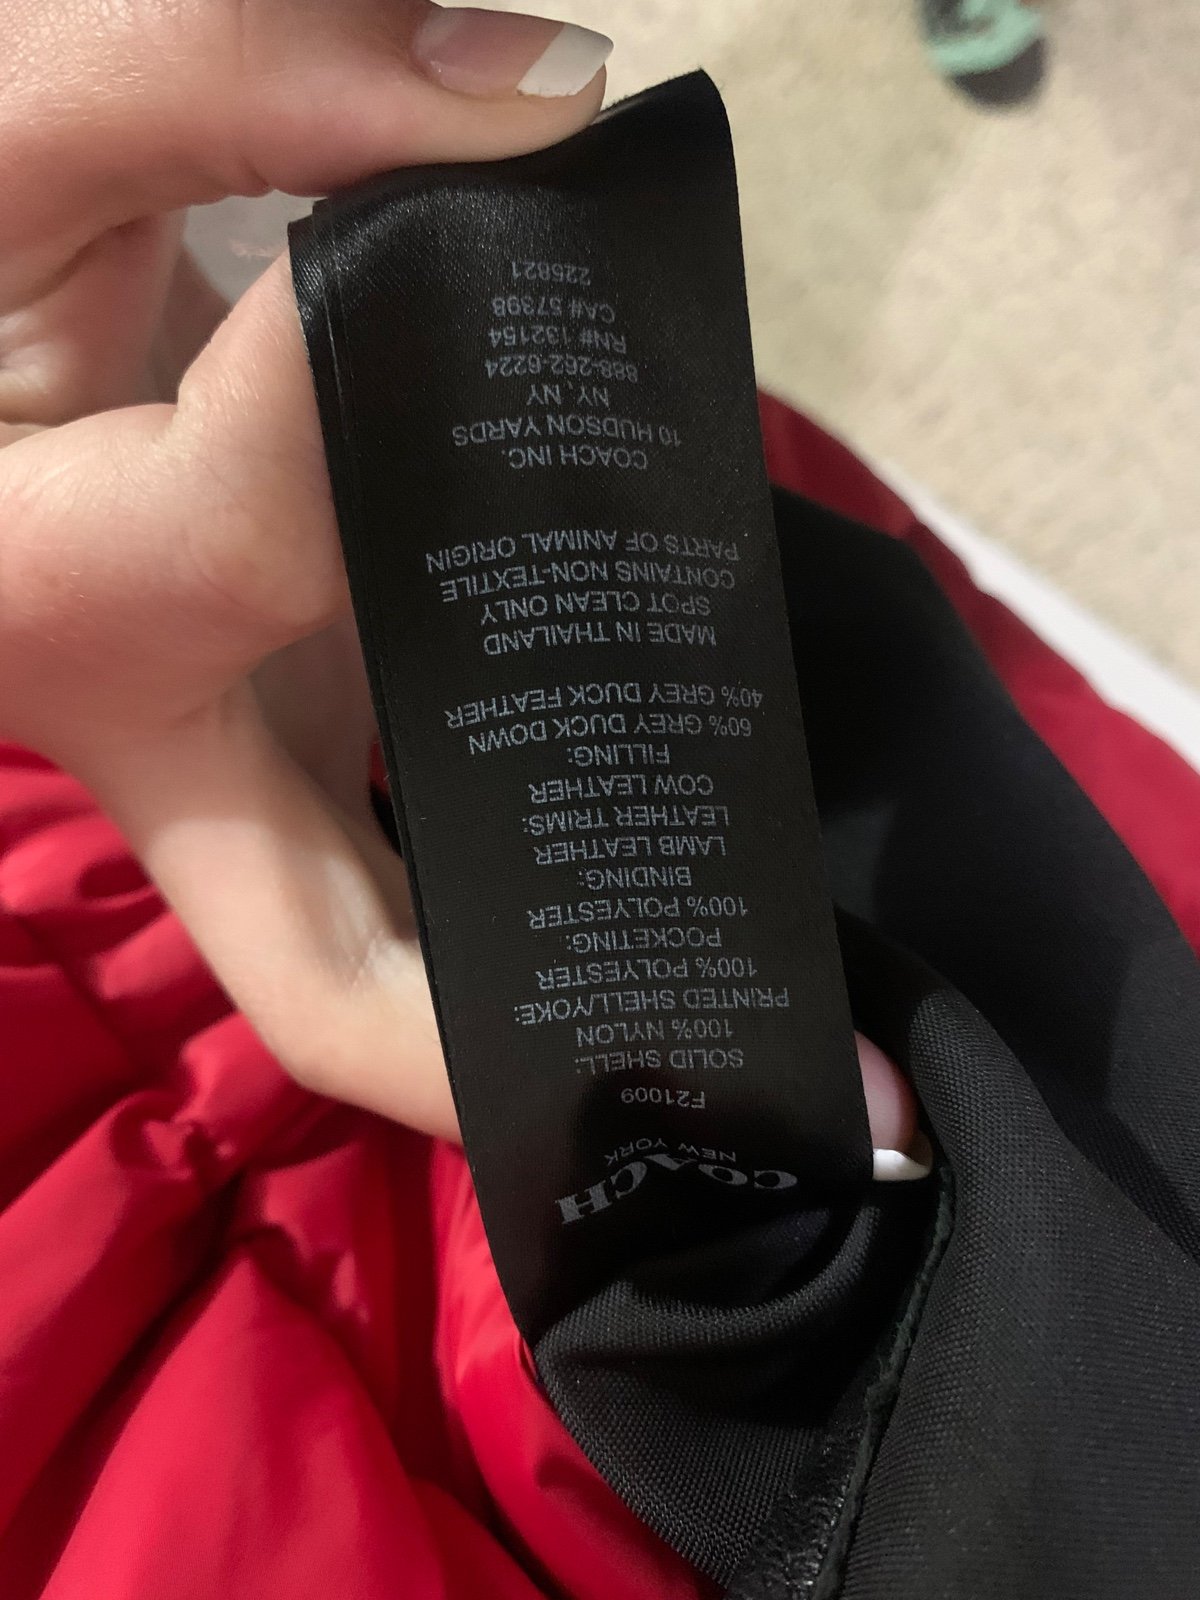 COACH
NEW YORK
F21009
SOLID SHELL:
100% NYLON
PRINTED SHELL/YOKE:
100% POLYESTER
POCKETING:
100% POLYESTER
BINDING:
LAMB LEATHER
LEATHER TRIMS:
COW LEATHER
FILLING:
60% GREY DUCK DOWN
40% GREY DUCK FEATHER
MADE IN THAILAND
SPOT CLEAN ONLY
CONTAINS NON-TEXTILE
PARTS OF ANIMAL ORIGIN
COACH INC.
10 HUDSON YARDS
NY, NY
888-262-6224
RN# 132154
CA# 57398
225821